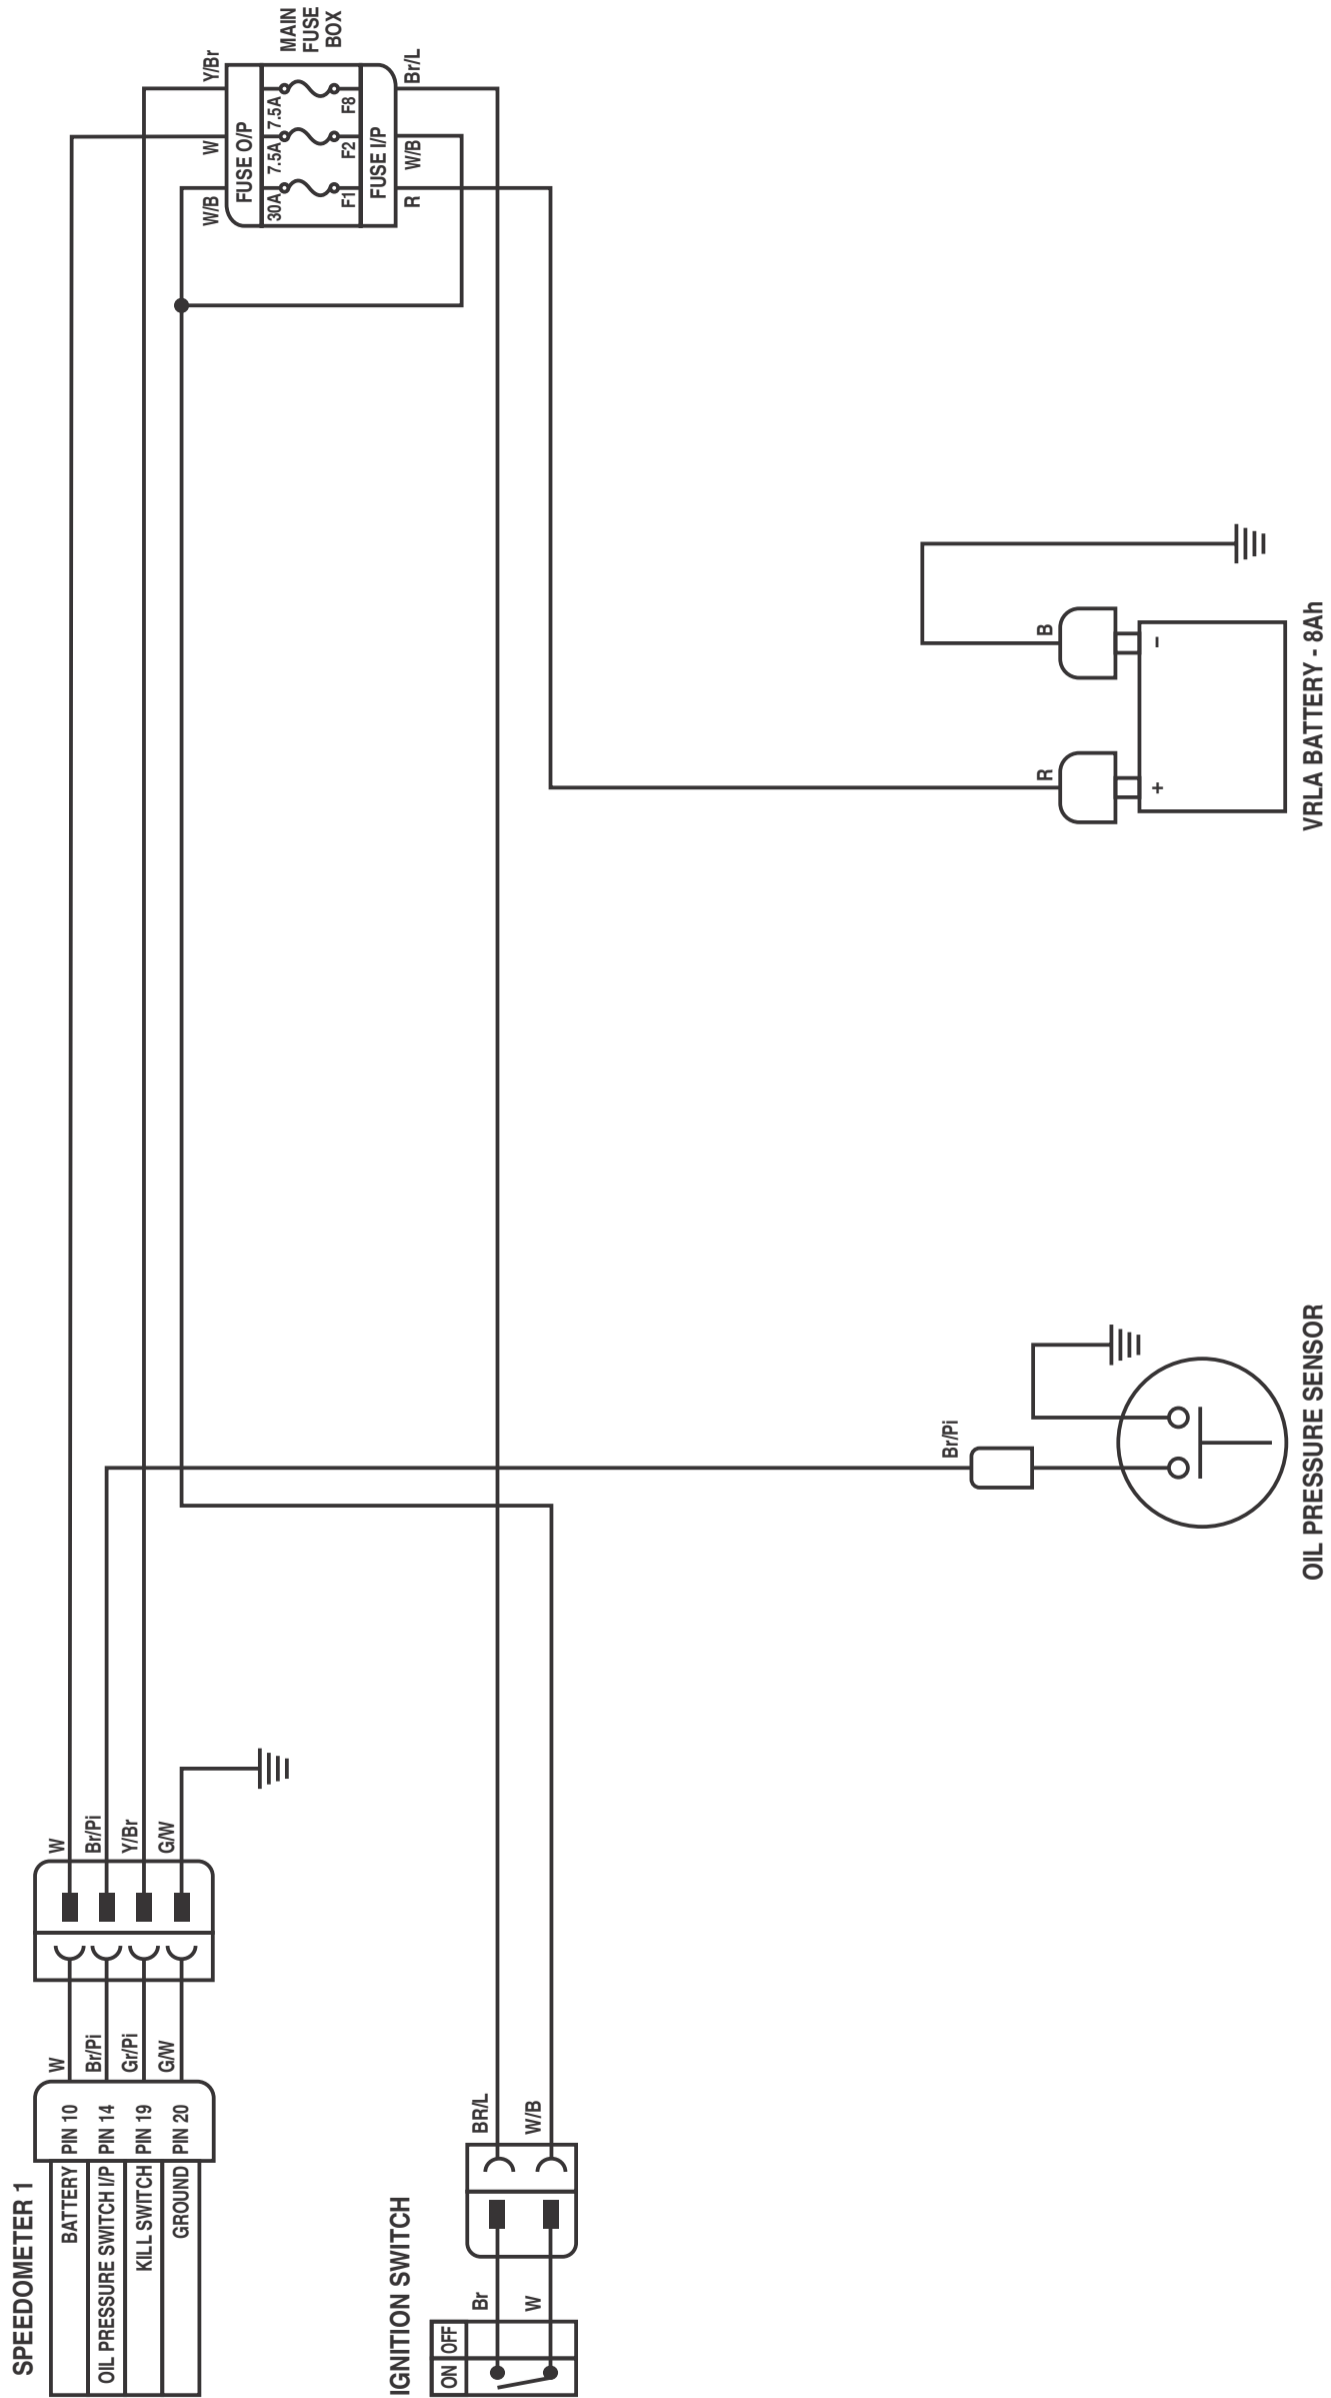 SPEEDOMETER 1
BATTERY PIN 10 W W
OIL PRESSURE SWITCH I/P PIN 14 Br/Pi Br/Pi
KILL SWITCH PIN 19 Gr/Pi Y/Br
GROUND PIN 20 G/W G/W
W/B W Y/Br
FUSE O/P
30A 7.5A 7.5A
MAIN
FUSE
BOX
F1 F2 F8
FUSE I/P
R W/B Br/L
IGNITION SWITCH
ON OFF
Br BR/L
W W/B
Br/Pi
OIL PRESSURE SENSOR
R B
+ -
VRLA BATTERY - 8Ah